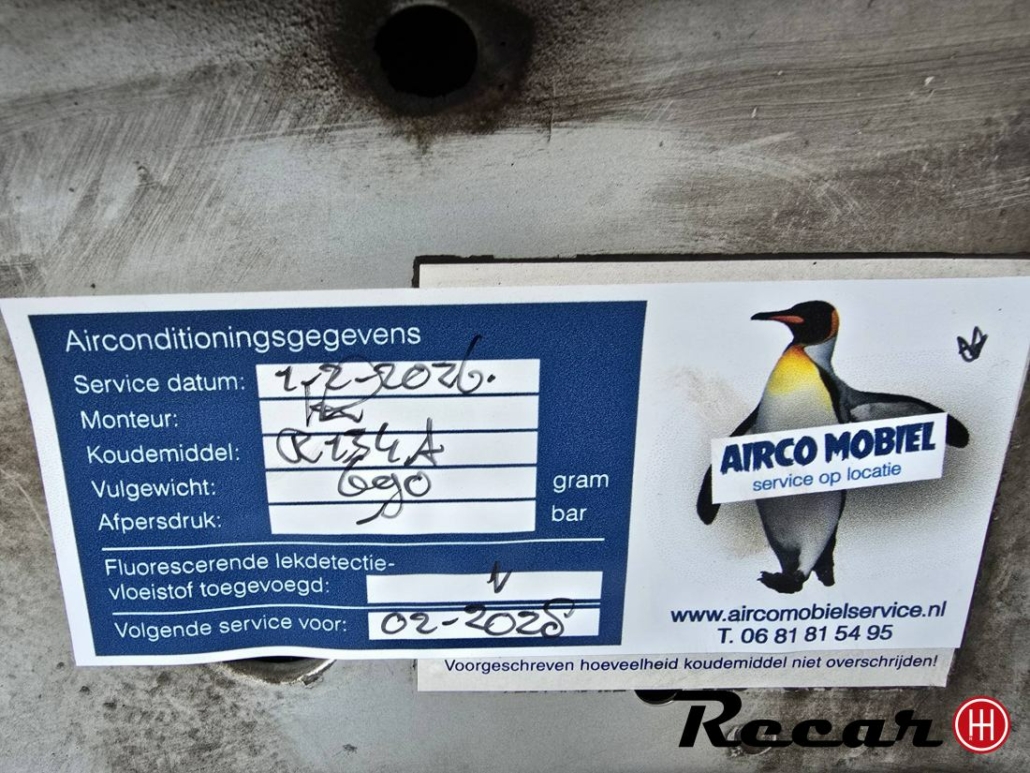 Airconditioningsgegevens
Service datum: 1-2-2026.
Monteur:
Koudemiddel: R134A
Vulgewicht: 690 gram
Afpersdruk: bar
Fluorescerende lekdetectie-
vloeistof toegevoegd:
Volgende service voor: 02-2028
AIRCO MOBIEL
service op locatie
www.aircomobielservice.nl
T. 06 81 81 54 95
Voorgeschreven hoeveelheid koudemiddel niet overschrijden!
Recar